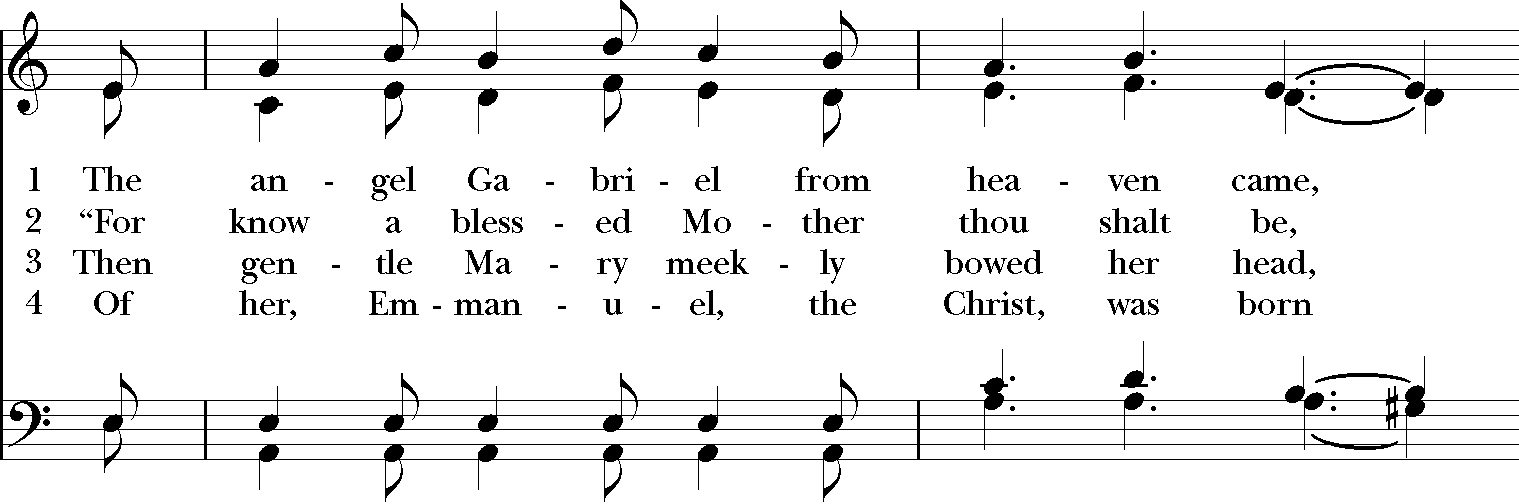 1 The an - gel Ga - bri - el from hea - ven came,
2 “For know a bless - ed Mo - ther thou shalt be,
3 Then gen - tle Ma - ry meek - ly bowed her head,
4 Of her, Em - man - u - el, the Christ, was born